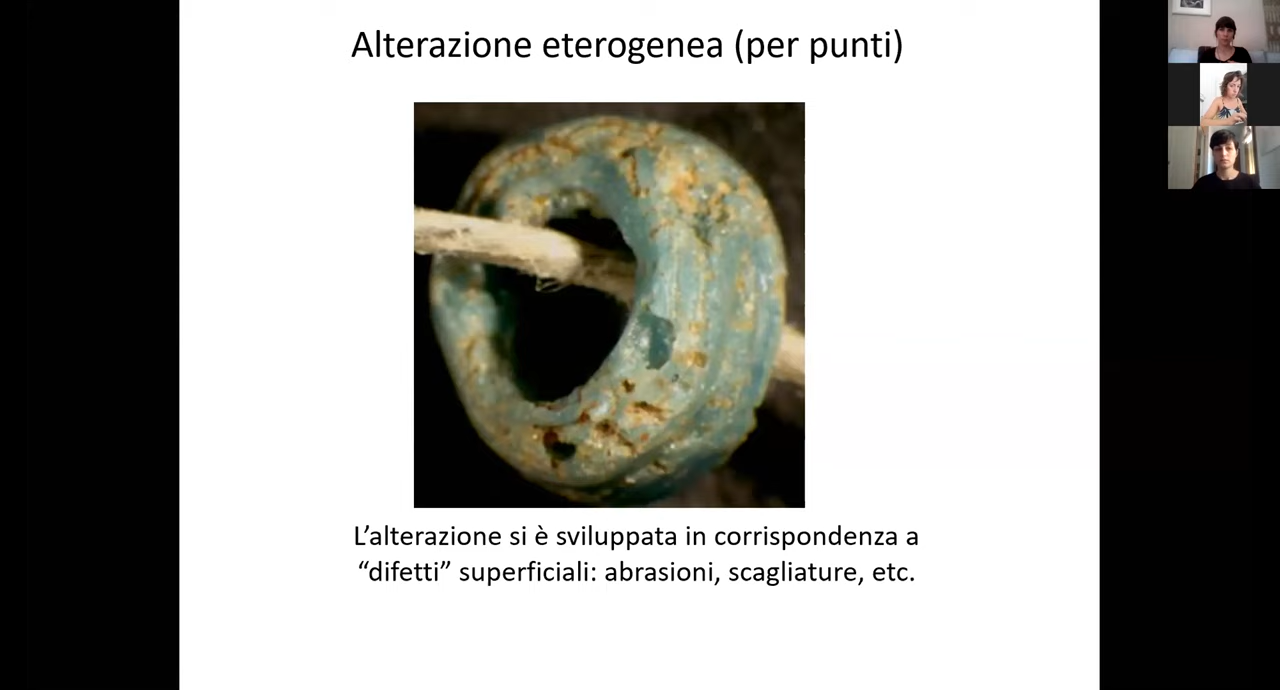 Alterazione eterogenea (per punti)
L’alterazione si è sviluppata in corrispondenza a
“difetti” superficiali: abrasioni, scagliature, etc.